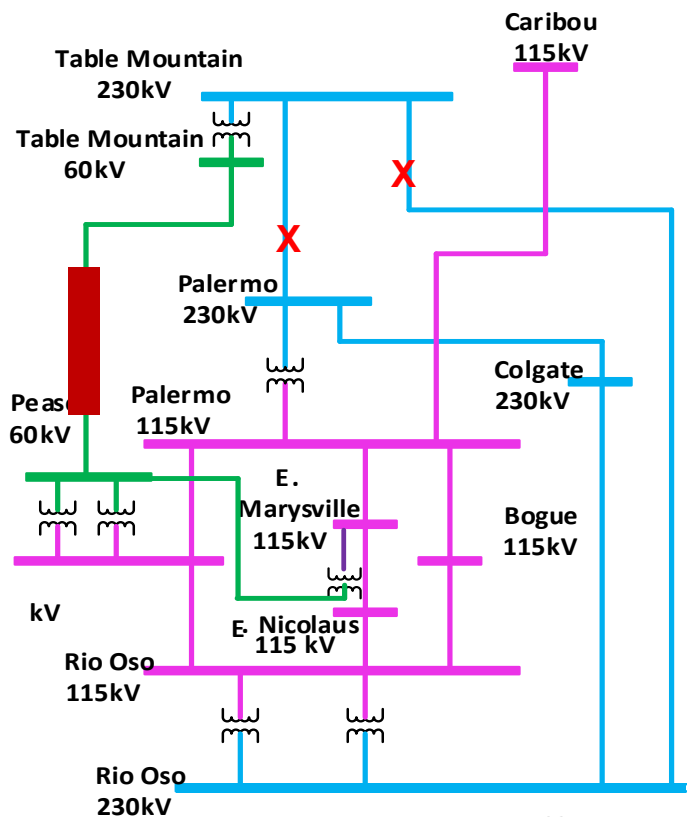 Caribou
115kV
Table Mountain
230kV
Table Mountain
60kV
X
X
Palermo
230kV
Colgate
230kV
Palermo
115kV
Peas
60kV
E.
Marysville
115kV
Bogue
115kV
kV
E. Nicolaus
115 kV
Rio Oso
115kV
Rio Oso
230kV